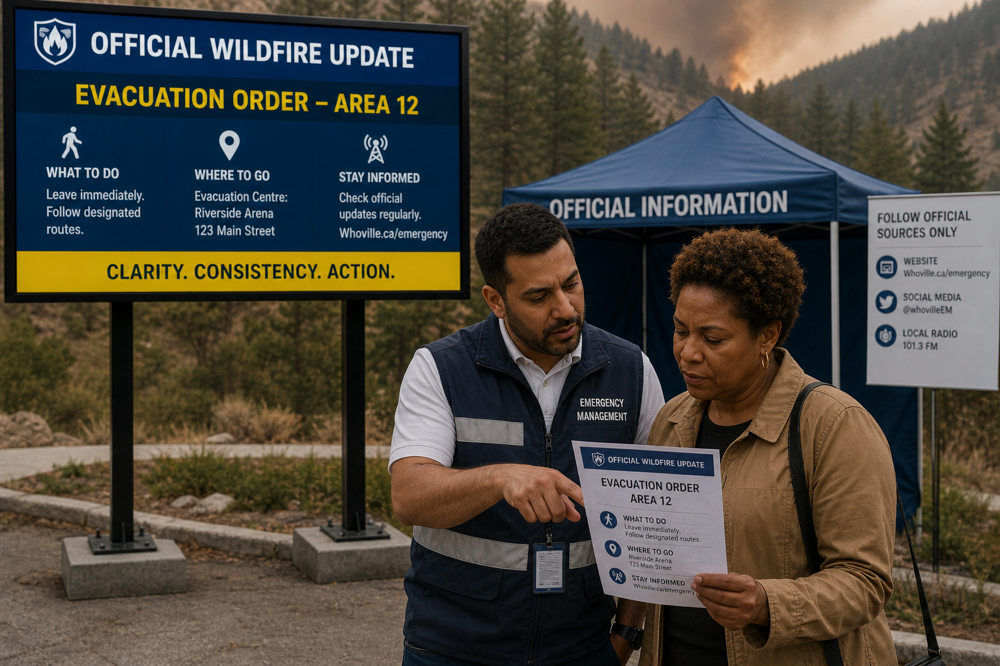 OFFICIAL WILDFIRE UPDATE
EVACUATION ORDER – AREA 12
WHAT TO DO
Leave immediately.
Follow designated
routes.
WHERE TO GO
Evacuation Centre:
Riverside Arena
123 Main Street
STAY INFORMED
Check official
updates regularly.
Whoville.ca/emergency
CLARITY. CONSISTENCY. ACTION.
OFFICIAL INFORMATION
FOLLOW OFFICIAL
SOURCES ONLY
WEBSITE
Whoville.ca/emergency
SOCIAL MEDIA
@whovilleEM
LOCAL RADIO
101.3 FM
EMERGENCY
MANAGEMENT
OFFICIAL WILDFIRE UPDATE
EVACUATION ORDER
AREA 12
WHAT TO DO
Leave immediately.
Follow designated routes.
WHERE TO GO
Riverside Arena
123 Main Street
STAY INFORMED
Whoville.ca/emergency